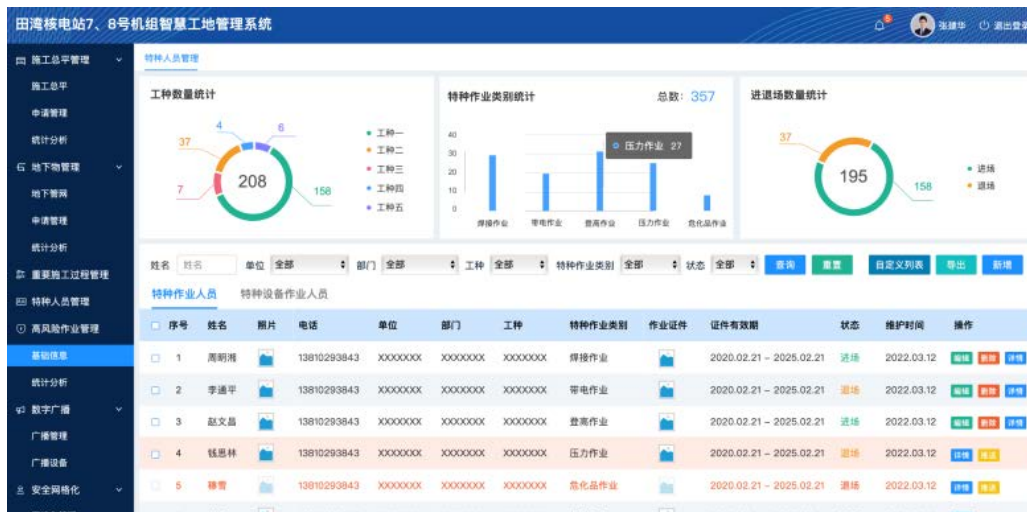 田湾核电站7、8号机组智慧工地管理系统
5
张建华
退出登录
施工总平管理
施工总平
申请管理
统计分析
地下物管理
地下管网
申请管理
统计分析
重要施工过程管理
特种人员管理
高风险作业管理
基础信息
统计分析
数字广播
广播管理
广播设备
安全网格化
特种人员管理
工种数量统计
37
4
6
7
208
158
工种一
工种二
工种三
工种四
工种五
特种作业类别统计
总数: 357
40
30
20
10
0
压力作业 27
焊接作业 带电作业 登高作业 压力作业 危化品作业
进退场数量统计
37
195
158
进场
退场
姓名 姓名 单位 全部 部门 全部 工种 全部 特种作业类别 全部 状态 全部 查询 重置 自定义列表 导出 新增
特种作业人员 特种设备作业人员
序号 姓名 照片 电话 单位 部门 工种 特种作业类别 作业证件 证件有效期 状态 维护时间 操作
1 周明湘 13810293843 XXXXXXX XXXXXXX XXXXXXX 焊接作业 2020.02.21 - 2025.02.21 进场 2022.03.12 编辑 删除 详情
2 李通平 13810293843 XXXXXXX XXXXXXX XXXXXXX 带电作业 2020.02.21 - 2025.02.21 退场 2022.03.12 编辑 删除 详情
3 赵文昌 13810293843 XXXXXXX XXXXXXX XXXXXXX 登高作业 2020.02.21 - 2025.02.21 进场 2022.03.12 编辑 删除 详情
4 钱思林 13810293843 XXXXXXX XXXXXXX XXXXXXX 压力作业 2020.02.21 - 2025.02.21 退场 2022.03.12 详情
5 穆雪 13810293843 XXXXXXX XXXXXXX XXXXXXX 危化品作业 2020.02.21 - 2025.02.21 退场 2022.03.12 详情